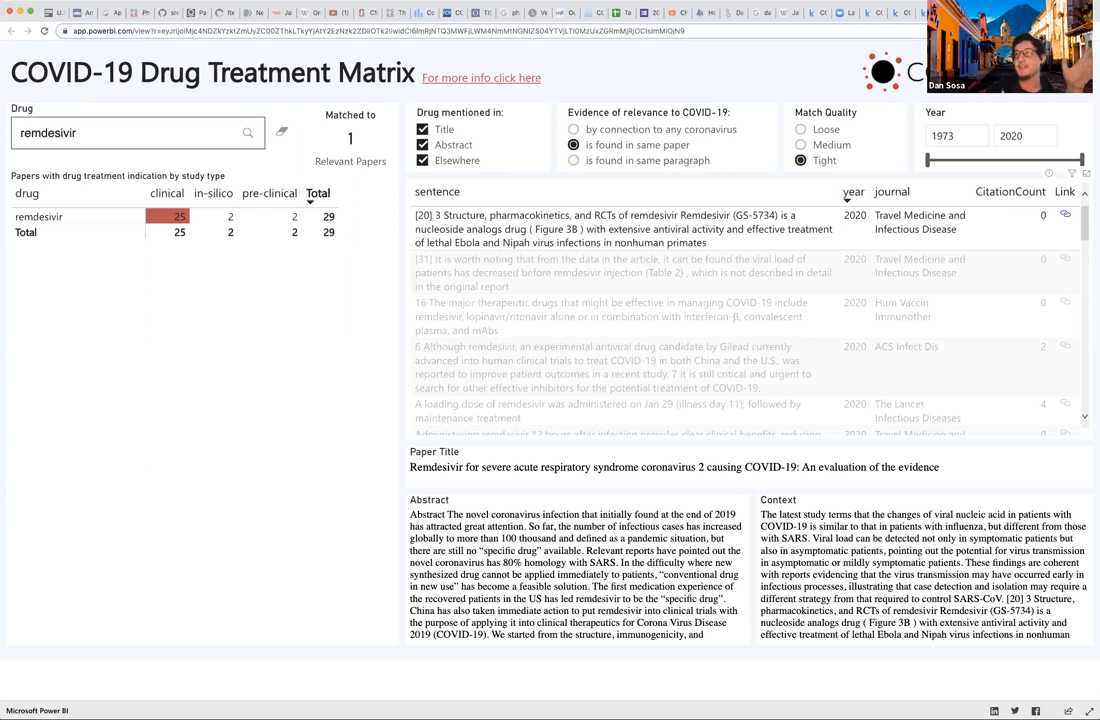 app.powerbi.com
COVID-19 Drug Treatment Matrix For more info click here
C
Dan Sosa
Drug
remdesivir
Matched to
1
Relevant Papers
Drug mentioned in:
Title
Abstract
Elsewhere
Evidence of relevance to COVID-19:
by connection to any coronavirus
is found in same paper
is found in same paragraph
Match Quality
Loose
Medium
Tight
Year
1973 2020
Papers with drug treatment indication by study type
drug clinical in-silico pre-clinical Total
remdesivir 25 2 2 29
Total 25 2 2 29
sentence year journal CitationCount Link
[20] 3 Structure, pharmacokinetics, and RCTs of remdesivir Remdesivir (GS-5734) is a 2020 Travel Medicine and 0
nucleoside analogs drug ( Figure 3B ) with extensive antiviral activity and effective treatment Infectious Disease
of lethal Ebola and Nipah virus infections in nonhuman primates
[31] It is worth noting that from the data in the article, it can be found the viral load of 2020 Travel Medicine and 0
patients has decreased before remdesivir injection (Table 2) , which is not described in detail Infectious Disease
in the original report
16 The major therapeutic drugs that might be effective in managing COVID-19 include 2020 Hum Vaccin 0
remdesivir, lopinavir/ritonavir alone or in combination with interferon-β, convalescent Immunother
plasma, and mAbs
6 Although remdesivir, an experimental antiviral drug candidate by Gilead currently 2020 ACS Infect Dis 2
advanced into human clinical trials to treat COVID-19 in both China and the U.S., was
reported to improve patient outcomes in a recent study, 7 it is still critical and urgent to
search for other effective inhibitors for the potential treatment of COVID-19.
A loading dose of remdesivir was administered on Jan 29 (illness day 11), followed by 2020 The Lancet 4
maintenance treatment Infectious Diseases
Administering remdesivir 12 hours after infection provides clear clinical benefits, reducing 2020 Travel Medicine and 0
Paper Title
Remdesivir for severe acute respiratory syndrome coronavirus 2 causing COVID-19: An evaluation of the evidence
Abstract
Abstract The novel coronavirus infection that initially found at the end of 2019
has attracted great attention. So far, the number of infectious cases has increased
globally to more than 100 thousand and defined as a pandemic situation, but
there are still no “specific drug” available. Relevant reports have pointed out the
novel coronavirus has 80% homology with SARS. In the difficulty where new
synthesized drug cannot be applied immediately to patients, “conventional drug
in new use” has become a feasible solution. The first medication experience of
the recovered patients in the US has led remdesivir to be the “specific drug”.
China has also taken immediate action to put remdesivir into clinical trials with
the purpose of applying it into clinical therapeutics for Corona Virus Disease
2019 (COVID-19). We started from the structure, immunogenicity, and
Context
The latest study terms that the changes of viral nucleic acid in patients with
COVID-19 is similar to that in patients with influenza, but different from those
with SARS. Viral load can be detected not only in symptomatic patients but
also in asymptomatic patients, pointing out the potential for virus transmission
in asymptomatic or mildly symptomatic patients. These findings are coherent
with reports evidencing that the virus transmission may have occurred early in
infectious processes, illustrating that case detection and isolation may require a
different strategy from that required to control SARS-CoV. [20] 3 Structure,
pharmacokinetics, and RCTs of remdesivir Remdesivir (GS-5734) is a
nucleoside analogs drug ( Figure 3B ) with extensive antiviral activity and
effective treatment of lethal Ebola and Nipah virus infections in nonhuman
Microsoft Power BI